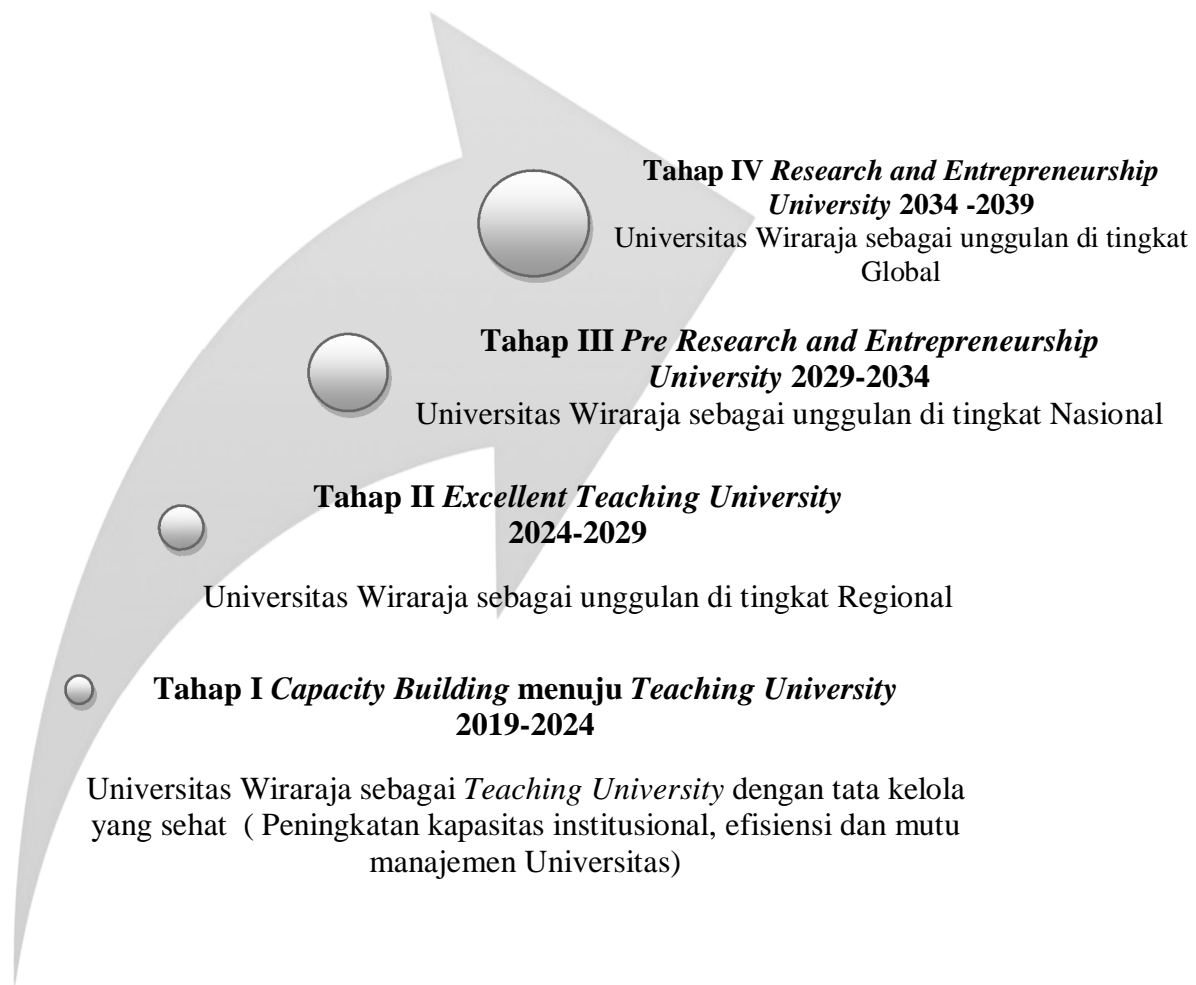 Tahap IV Research and Entrepreneurship
University 2034 -2039
Universitas Wiraraja sebagai unggulan di tingkat
Global
Tahap III Pre Research and Entrepreneurship
University 2029-2034
Universitas Wiraraja sebagai unggulan di tingkat Nasional
Tahap II Excellent Teaching University
2024-2029
Universitas Wiraraja sebagai unggulan di tingkat Regional
Tahap I Capacity Building menuju Teaching University
2019-2024
Universitas Wiraraja sebagai Teaching University dengan tata kelola
yang sehat ( Peningkatan kapasitas institusional, efisiensi dan mutu
manajemen Universitas)